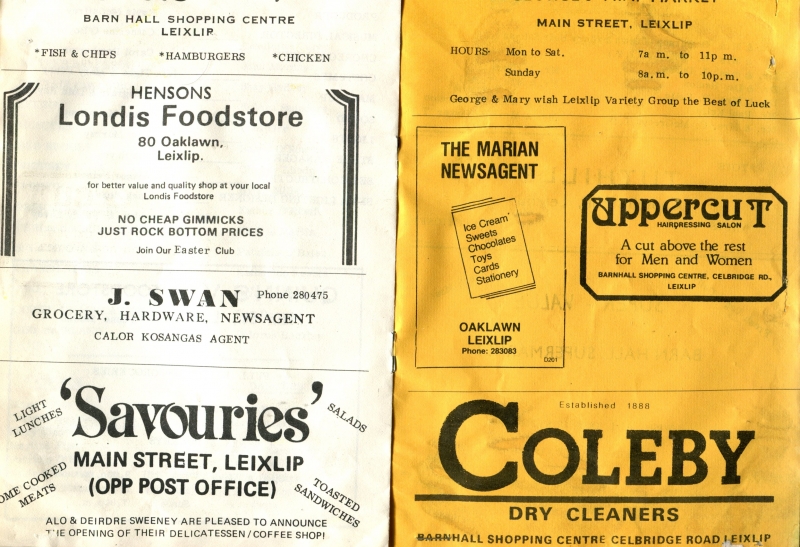 BARN HALL SHOPPING CENTRE
LEIXLIP
*FISH & CHIPS *HAMBURGERS *CHICKEN
HENSONS
Londis Foodstore
80 Oaklawn,
Leixlip.
for better value and quality shop at your local
Londis Foodstore
NO CHEAP GIMMICKS
JUST ROCK BOTTOM PRICES
Join Our Easter Club
J. SWAN Phone 280475
GROCERY, HARDWARE, NEWSAGENT
CALOR KOSANGAS AGENT
LIGHT
LUNCHES
'Savouries'
SALADS
MAIN STREET, LEIXLIP
(OPP POST OFFICE)
OME COOKED
MEATS
TOASTED
SANDWICHES
ALO & DEIRDRE SWEENEY ARE PLEASED TO ANNOUNCE
THE OPENING OF THEIR DELICATESSEN/COFFEE SHOP!
MAIN STREET, LEIXLIP
HOURS: Mon to Sat. 7a m. to 11p m.
Sunday 8a. m. to 10p. m.
George & Mary wish Leixlip Variety Group the Best of Luck
THE MARIAN
NEWSAGENT
Ice Cream
Sweets
Chocolates
Toys
Cards
Stationery
OAKLAWN
LEIXLIP
Phone: 283083
D201
uppercuT
HAIRDRESSING SALON
A cut above the rest
for Men and Women
BARNHALL SHOPPING CENTRE, CELBRIDGE RD.,
LEIXLIP
Established 1888
COLEBY
DRY CLEANERS
BARNHALL SHOPPING CENTRE CELBRIDGE ROAD LEIXLIP